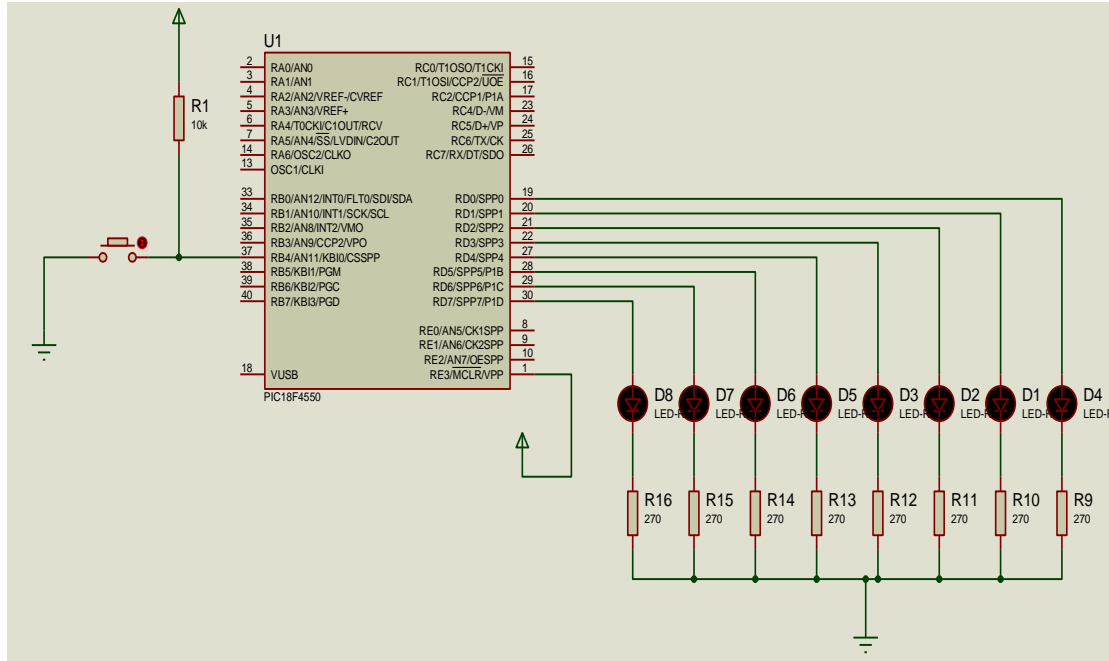 U1
R1
10k
2 RA0/AN0
3 RA1/AN1
4 RA2/AN2/VREF-/CVREF
5 RA3/AN3/VREF+
6 RA4/T0CKI/C1OUT/RCV
7 RA5/AN4/SS/LVDIN/C2OUT
14 RA6/OSC2/CLKO
13 OSC1/CLKI
33 RB0/AN12/INT0/FLT0/SDI/SDA
34 RB1/AN10/INT1/SCK/SCL
35 RB2/AN8/INT2/VMO
36 RB3/AN9/CCP2/VPO
37 RB4/AN11/KBI0/CSSPP
38 RB5/KBI1/PGM
39 RB6/KBI2/PGC
40 RB7/KBI3/PGD
18 VUSB
RC0/T1OSO/T1CKI 15
RC1/T1OSI/CCP2/UOE 16
RC2/CCP1/P1A 17
RC4/D-/VM 23
RC5/D+/VP 24
RC6/TX/CK 25
RC7/RX/DT/SDO 26
RD0/SPP0 19
RD1/SPP1 20
RD2/SPP2 21
RD3/SPP3 22
RD4/SPP4 27
RD5/SPP5/P1B 28
RD6/SPP6/P1C 29
RD7/SPP7/P1D 30
RE0/AN5/CK1SPP 8
RE1/AN6/CK2SPP 9
RE2/AN7/OESPP 10
RE3/MCLR/VPP 1
PIC18F4550
D8 D7 D6 D5 D3 D2 D1 D4
LED- LED- LED- LED- LED- LED- LED- LED-
R16 R15 R14 R13 R12 R11 R10 R9
270 270 270 270 270 270 270 270